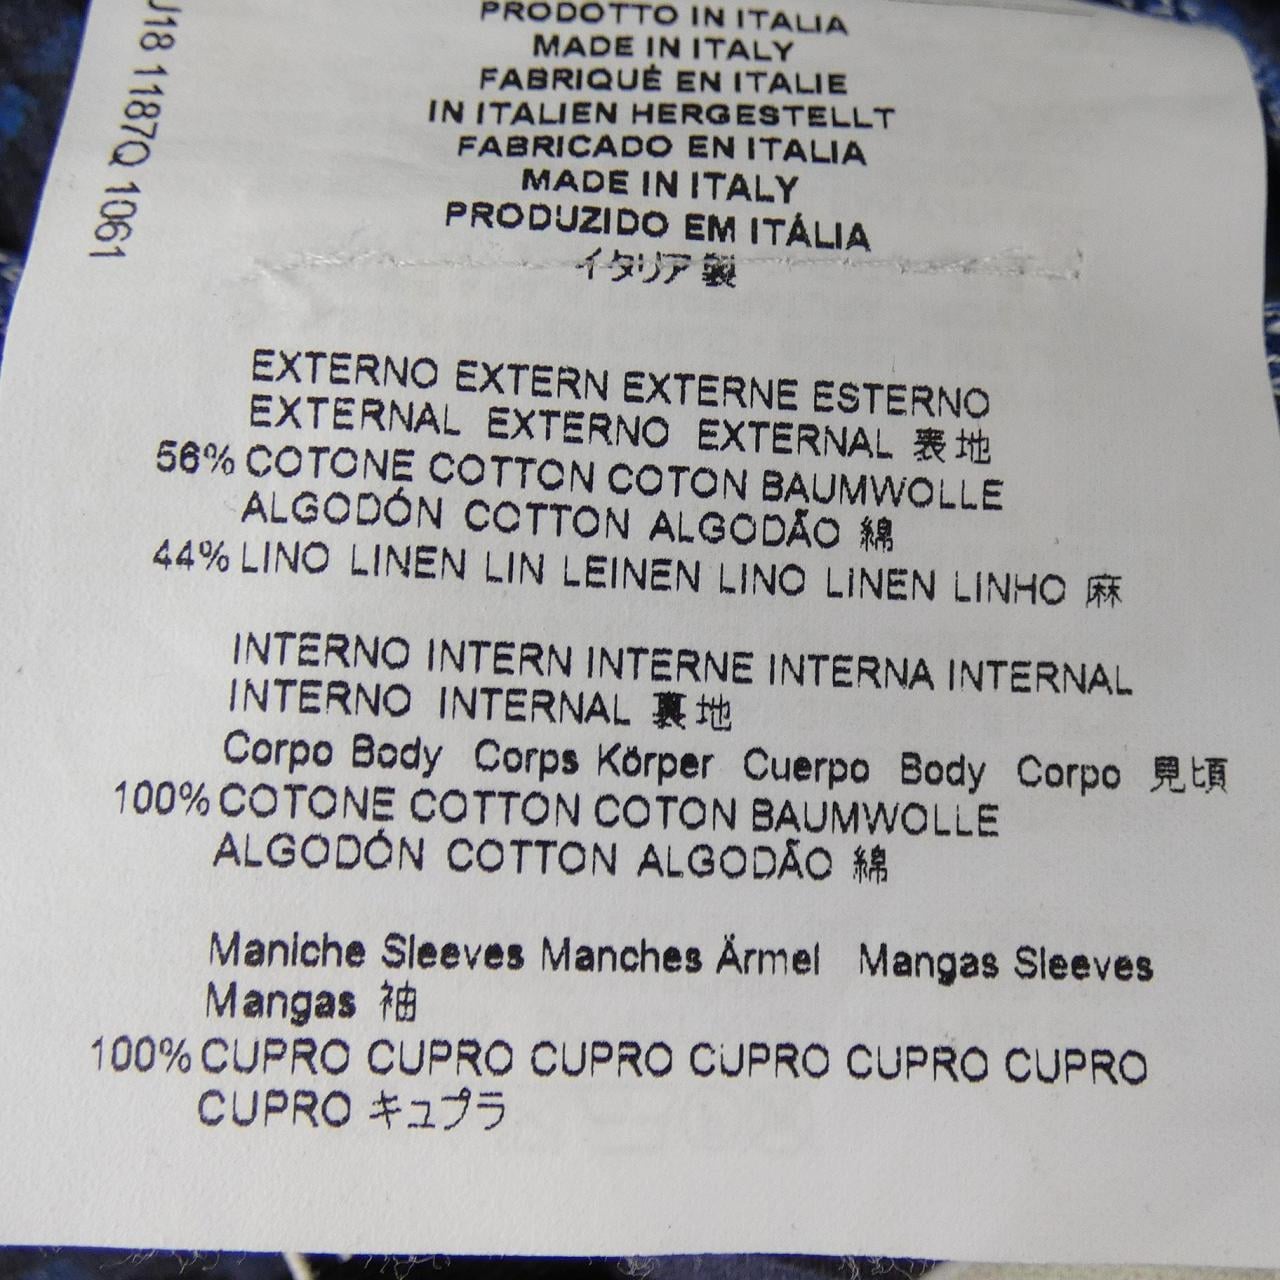 PRODOTTO IN ITALIA
MADE IN ITALY
FABRIQUÉ EN ITALIE
IN ITALIEN HERGESTELLT
FABRICADO EN ITALIA
MADE IN ITALY
PRODUZIDO EM ITÁLIA
イタリア製
EXTERNO EXTERN EXTERNE ESTERNO
EXTERNAL EXTERNO EXTERNAL 裏地
56% COTONE COTTON COTON BAUMWOLLE
ALGODÓN COTTON ALGODÃO 綿
44% LINO LINEN LIN LEINEN LINO LINEN LINHO 麻
INTERNO INTERN INTERNE INTERNA INTERNAL
INTERNO INTERNAL 裏地
Corpo Body Corps Körper Cuerpo Body Corpo 見頃
100% COTONE COTTON COTON BAUMWOLLE
ALGODÓN COTTON ALGODÃO 綿
Maniche Sleeves Manches Ärmel Mangas Sleeves
Mangas 袖
100% CUPRO CUPRO CUPRO CUPRO CUPRO CUPRO
CUPRO キュプラ
J18 1187Q 1061